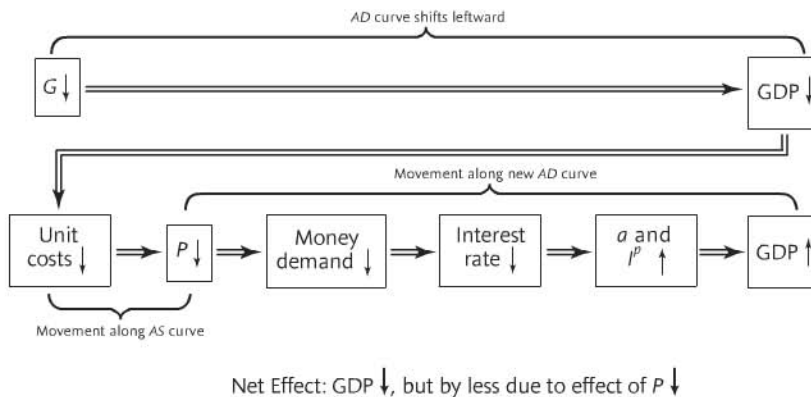 AD curve shifts leftward
G↓
GDP↓
Movement along new AD curve
Unit
costs↓
P↓
Money
demand↓
Interest
rate↓
a and
Iᵖ ↑
GDP↑
Movement along AS curve
Net Effect: GDP↓, but by less due to effect of P↓